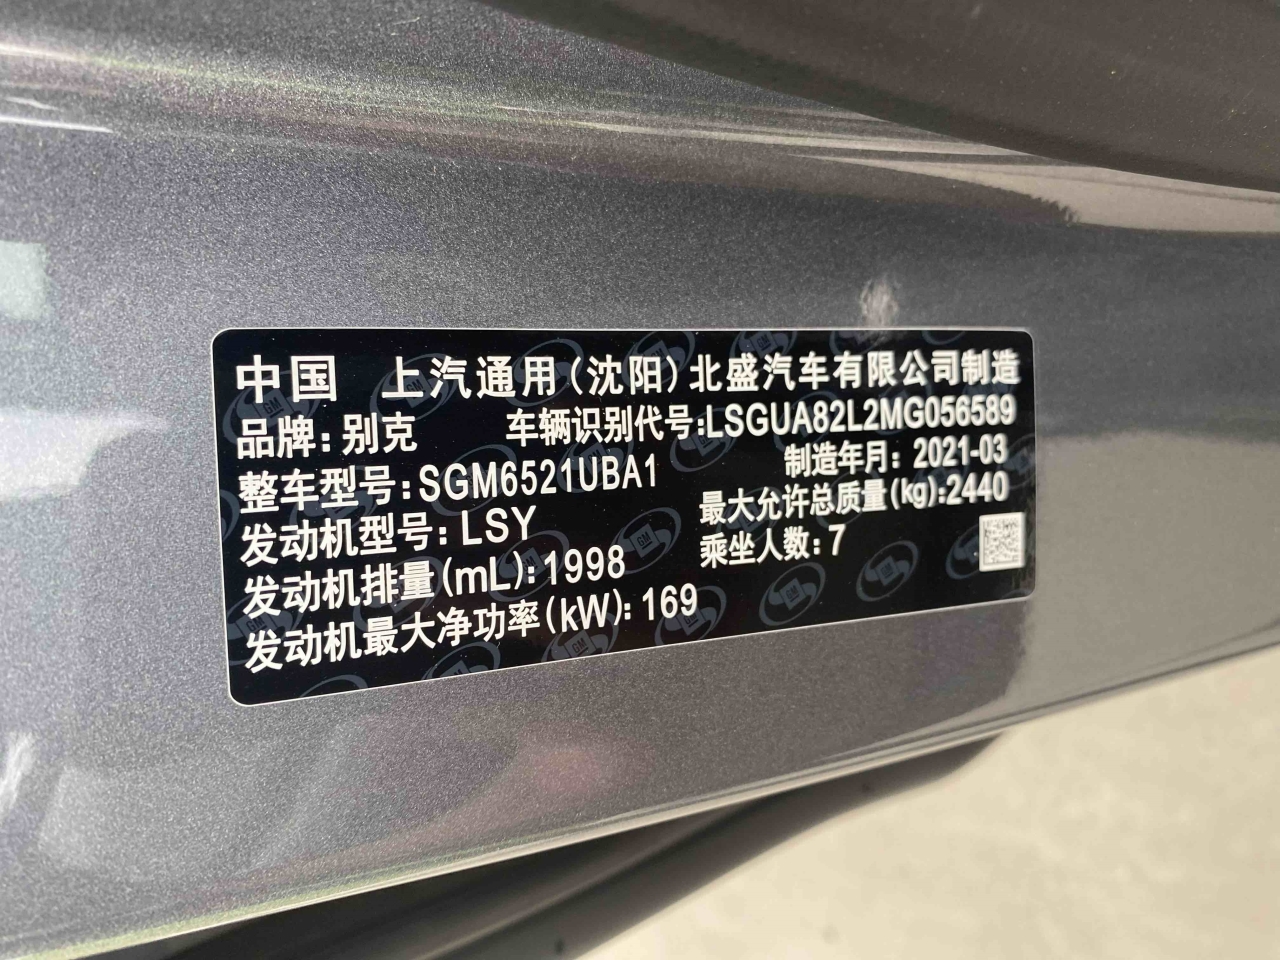 中国 上汽通用(沈阳)北盛汽车有限公司制造
品牌:别克 车辆识别代号:LSGUA82L2MG056589
整车型号:SGM6521UBA1 制造年月: 2021-03
发动机型号: LSY 最大允许总质量(kg):2440
发动机排量(mL):1998 乘坐人数: 7
发动机最大净功率(kW): 169
GM